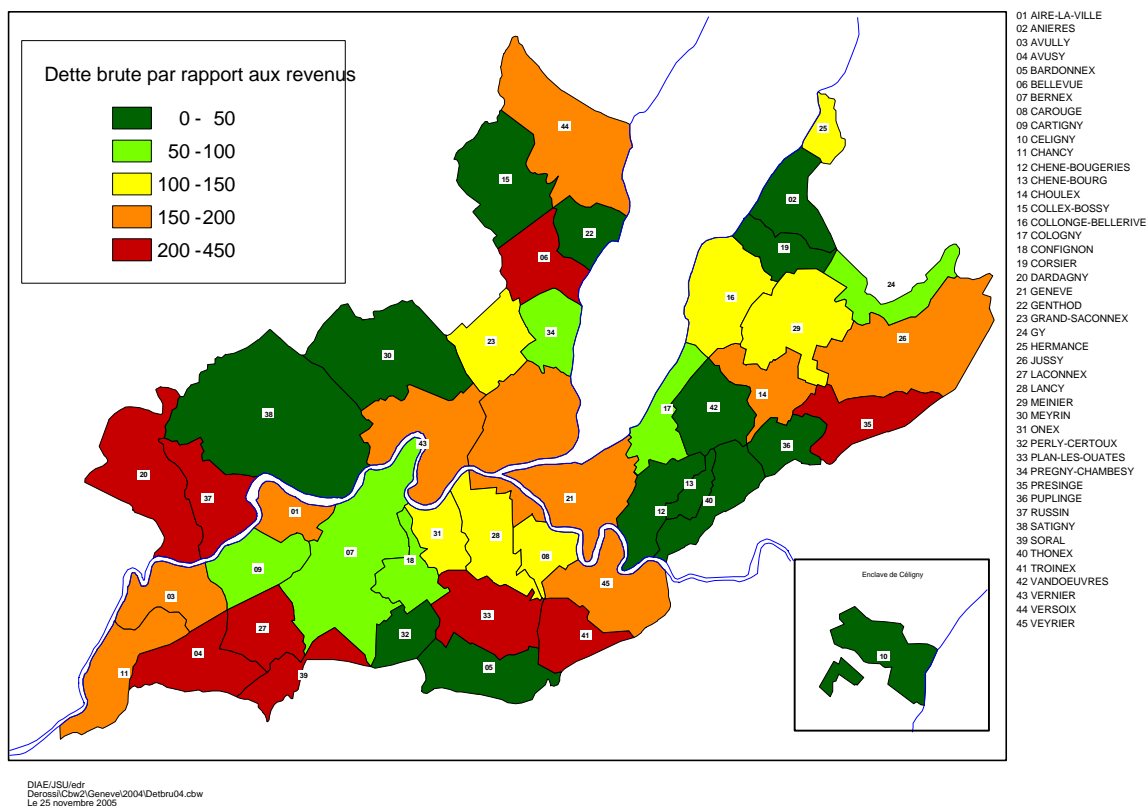 Dette brute par rapport aux revenus
0 - 50
50 -100
100 -150
150 -200
200 -450
44
25
15
02
22
19
06
24
16
34
29
23
26
30
14
17
42
38
35
43
36
20
37
13
21
40
01
12
31
28
08
18
07
09
45
03
33
27
32
41
04
05
11
39
Enclave de Céligny
10
01 AIRE-LA-VILLE
02 ANIERES
03 AVULLY
04 AVUSY
05 BARDONNEX
06 BELLEVUE
07 BERNEX
08 CAROUGE
09 CARTIGNY
10 CELIGNY
11 CHANCY
12 CHENE-BOUGERIES
13 CHENE-BOURG
14 CHOULEX
15 COLLEX-BOSSY
16 COLLONGE-BELLERIVE
17 COLOGNY
18 CONFIGNON
19 CORSIER
20 DARDAGNY
21 GENEVE
22 GENTHOD
23 GRAND-SACONNEX
24 GY
25 HERMANCE
26 JUSSY
27 LACONNEX
28 LANCY
29 MEINIER
30 MEYRIN
31 ONEX
32 PERLY-CERTOUX
33 PLAN-LES-OUATES
34 PREGNY-CHAMBESY
35 PRESINGE
36 PUPLINGE
37 RUSSIN
38 SATIGNY
39 SORAL
40 THONEX
41 TROINEX
42 VANDOEUVRES
43 VERNIER
44 VERSOIX
45 VEYRIER
DIAE/JSU/edr
Derossi\Cbw2\Geneve\2004\Detbru04.cbw
Le 25 novembre 2005